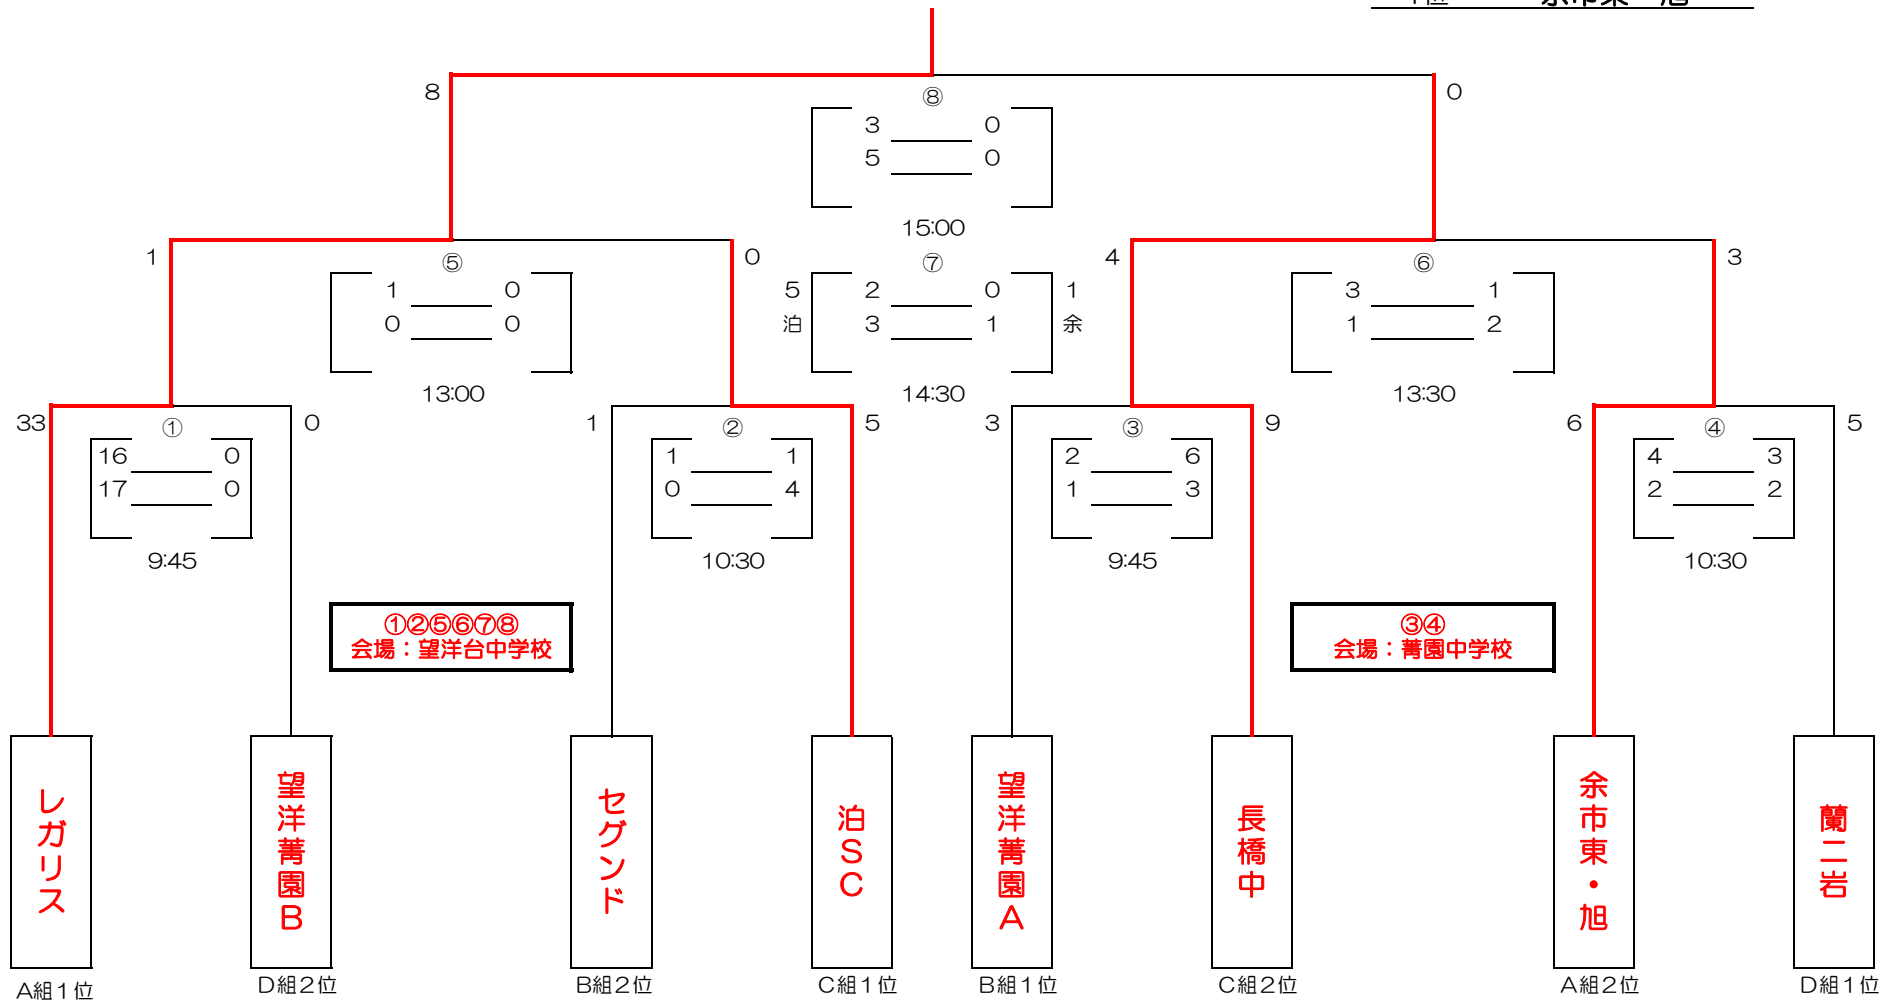 8 0
⑧
3 0
5 0
15:00
1 0 4 3
⑤ ⑦ ⑥
1 0 5 2 0 1 3 1
0 0 泊 3 1 余 1 2
13:00 14:30 13:30
33 0 1 5 3 9 6 5
① ② ③ ④
16 0 1 1 2 6 4 3
17 0 0 4 1 3 2 2
9:45 10:30 9:45 10:30
①②⑤⑥⑦⑧
会場：望洋台中学校
③④
会場：菁園中学校
レガリス
望洋菁園B
セグンド
泊SC
望洋菁園A
長橋中
余市東・旭
蘭二岩
A組1位 D組2位 B組2位 C組1位 B組1位 C組2位 A組2位 D組1位